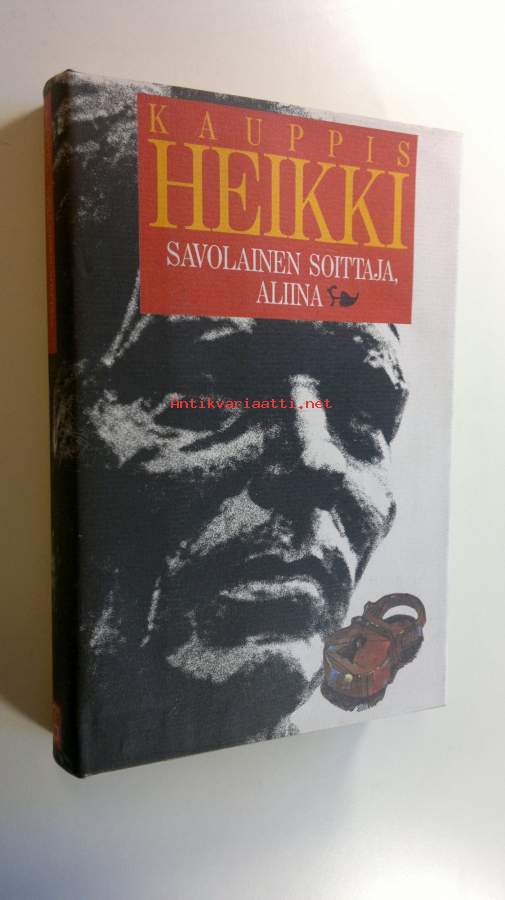 KAUPPIS
HEIKKI
SAVOLAINEN SOITTAJA,
ALIINA
Antikvariaatti.net